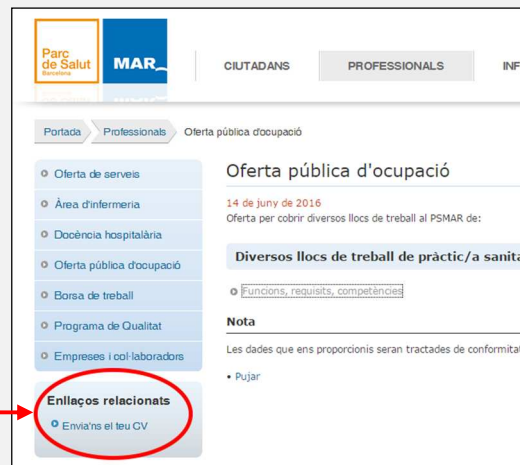 Parc
de Salut
Barcelona
MAR
CIUTADANS
PROFESSIONALS
INF
Portada
Professionals
Oferta pública d'ocupació
Oferta de serveis
Àrea d'infermeria
Docència hospitalària
Oferta pública d'ocupació
Borsa de treball
Programa de Qualitat
Empreses i col·laboradors
Enllaços relacionats
Envia'ns el teu CV
Oferta pública d'ocupació
14 de juny de 2016
Oferta per cobrir diversos llocs de treball al PSMAR de:
Diversos llocs de treball de pràctic/a sanita
Funcions, requisits, competències
Nota
Les dades que ens proporcionis seran tractades de conformitat
• Pujar